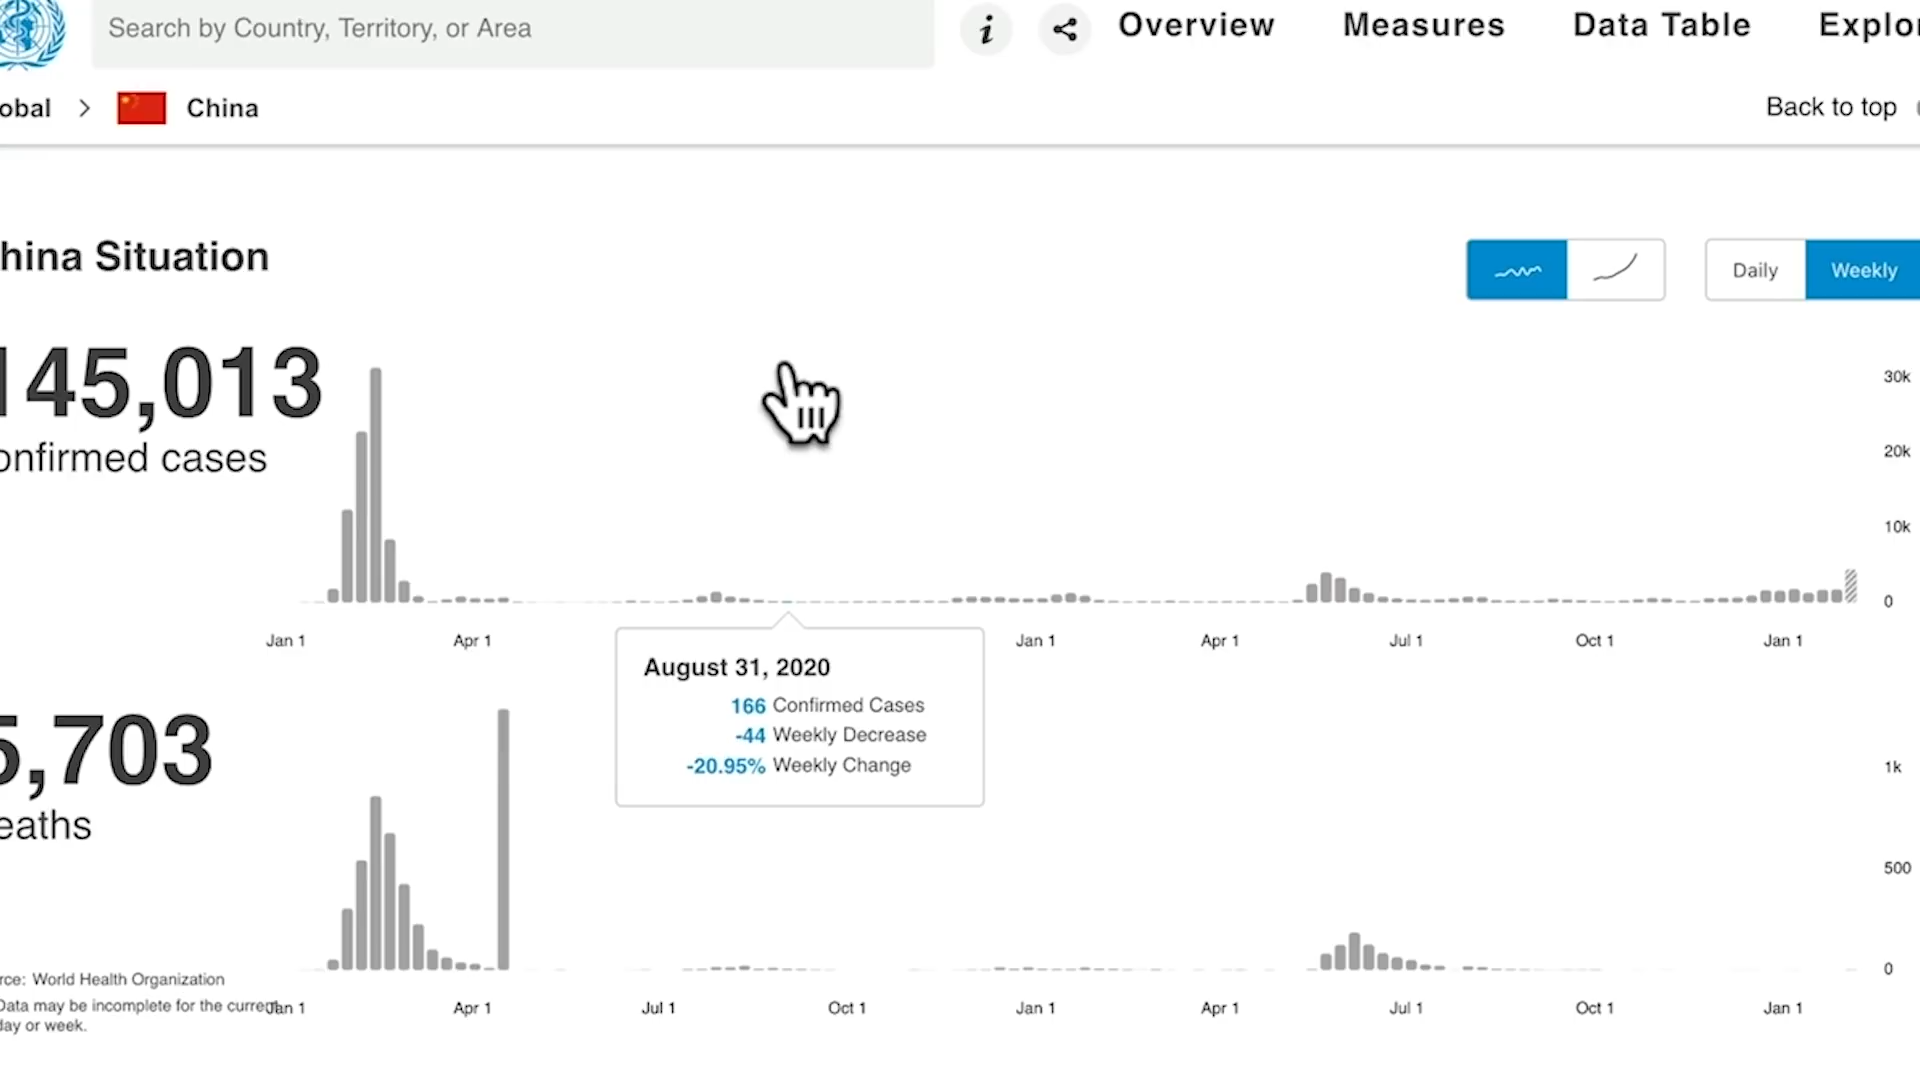 Search by Country, Territory, or Area
i
Overview
Measures
Data Table
Explor
obal > China
Back to top
hina Situation
Daily
Weekly
145,013
onfirmed cases
30k
20k
10k
0
Jan 1
Apr 1
Jan 1
Apr 1
Jul 1
Oct 1
Jan 1
August 31, 2020
166 Confirmed Cases
-44 Weekly Decrease
-20.95% Weekly Change
5,703
eaths
1k
500
0
rce: World Health Organization
Data may be incomplete for the current
day or week.
Jan 1
Apr 1
Jul 1
Oct 1
Jan 1
Apr 1
Jul 1
Oct 1
Jan 1